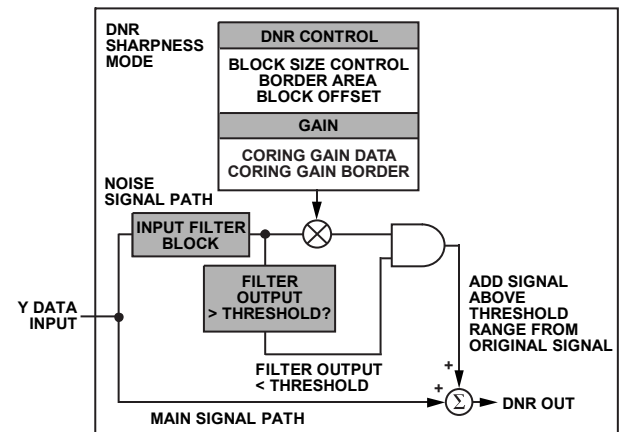 DNR
SHARPNESS
MODE
DNR CONTROL
BLOCK SIZE CONTROL
BORDER AREA
BLOCK OFFSET
GAIN
CORING GAIN DATA
CORING GAIN BORDER
NOISE
SIGNAL PATH
INPUT FILTER
BLOCK
FILTER
OUTPUT
> THRESHOLD?
Y DATA
INPUT
FILTER OUTPUT
< THRESHOLD
ADD SIGNAL
ABOVE
THRESHOLD
RANGE FROM
ORIGINAL SIGNAL
+
+
Σ
DNR OUT
MAIN SIGNAL PATH